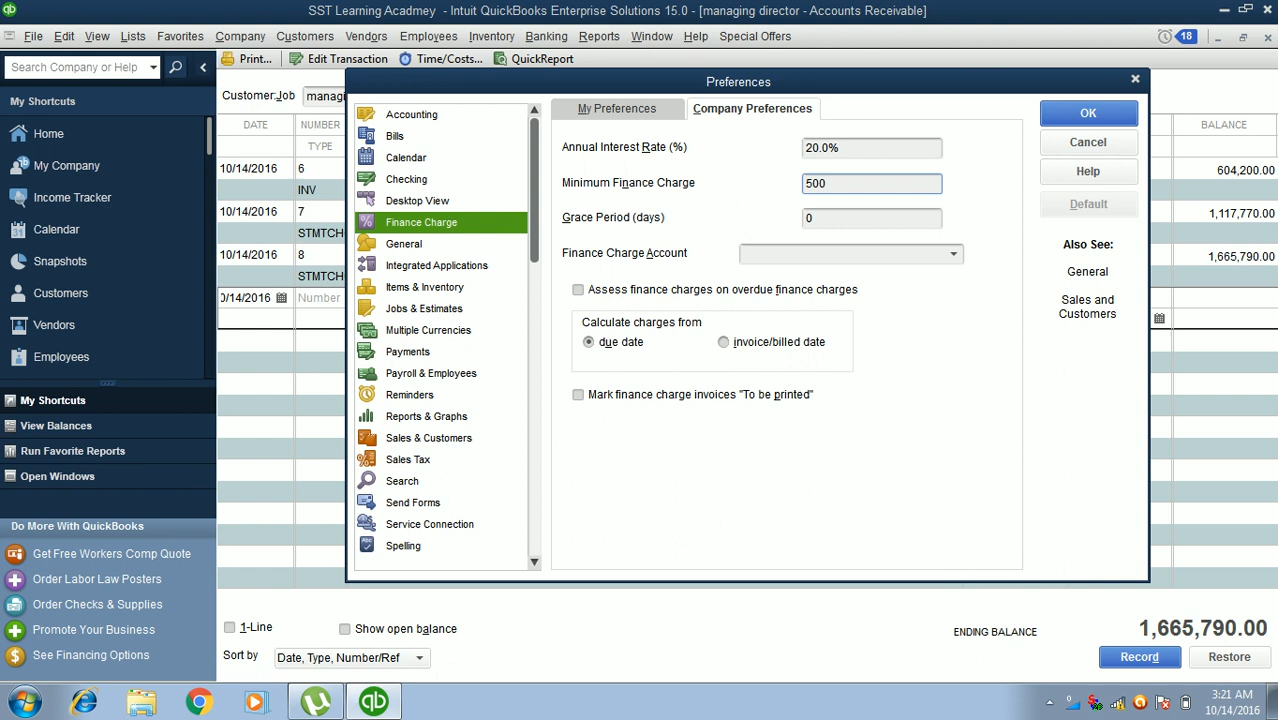 SST Learning Acadmey - Intuit QuickBooks Enterprise Solutions 15.0 - [managing director - Accounts Receivable]
File Edit View Lists Favorites Company Customers Vendors Employees Inventory Banking Reports Window Help Special Offers 18
Search Company or Help
Print... Edit Transaction Time/Costs... QuickReport
My Shortcuts
Home
My Company
Income Tracker
Calendar
Snapshots
Customers
Vendors
Employees
My Shortcuts
View Balances
Run Favorite Reports
Open Windows
Do More With QuickBooks
Get Free Workers Comp Quote
Order Labor Law Posters
Order Checks & Supplies
Promote Your Business
See Financing Options
Customer:Job manag
DATE NUMBER BALANCE
TYPE
10/14/2016 6 604,200.00
INV
10/14/2016 7 1,117,770.00
STMTCH
10/14/2016 8 1,665,790.00
STMTCH
0/14/2016 Number
Preferences
Accounting
Bills
Calendar
Checking
Desktop View
Finance Charge
General
Integrated Applications
Items & Inventory
Jobs & Estimates
Multiple Currencies
Payments
Payroll & Employees
Reminders
Reports & Graphs
Sales & Customers
Sales Tax
Search
Send Forms
Service Connection
Spelling
My Preferences Company Preferences
Annual Interest Rate (%) 20.0%
Minimum Finance Charge 500
Grace Period (days) 0
Finance Charge Account
Assess finance charges on overdue finance charges
Calculate charges from
due date invoice/billed date
Mark finance charge invoices "To be printed"
OK
Cancel
Help
Default
Also See:
General
Sales and
Customers
1-Line Show open balance
Sort by Date, Type, Number/Ref
ENDING BALANCE 1,665,790.00
Record Restore
3:21 AM
10/14/2016